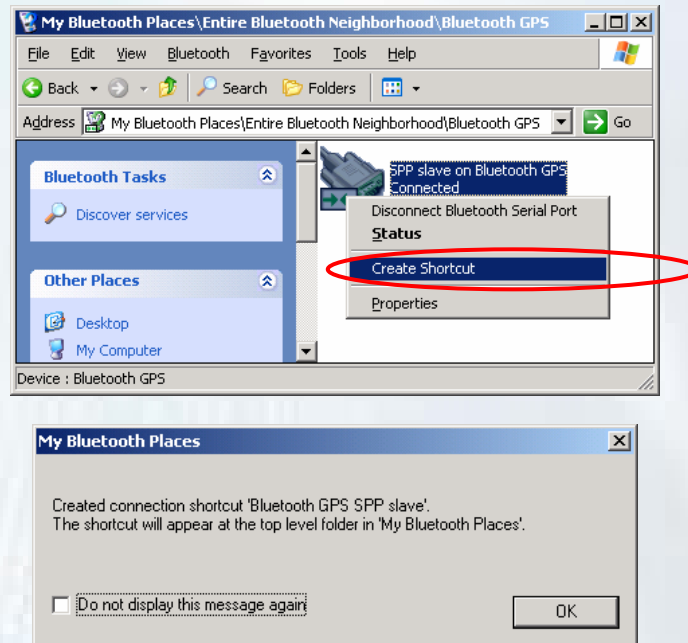 My Bluetooth Places\Entire Bluetooth Neighborhood\Bluetooth GPS
File Edit View Bluetooth Favorites Tools Help
Back Search Folders
Address My Bluetooth Places\Entire Bluetooth Neighborhood\Bluetooth GPS Go
Bluetooth Tasks
Discover services
Other Places
Desktop
My Computer
SPP slave on Bluetooth GPS
Connected
Disconnect Bluetooth Serial Port
Status
Create Shortcut
Properties
Device : Bluetooth GPS
My Bluetooth Places
Created connection shortcut 'Bluetooth GPS SPP slave'.
The shortcut will appear at the top level folder in 'My Bluetooth Places'.
Do not display this message again
OK